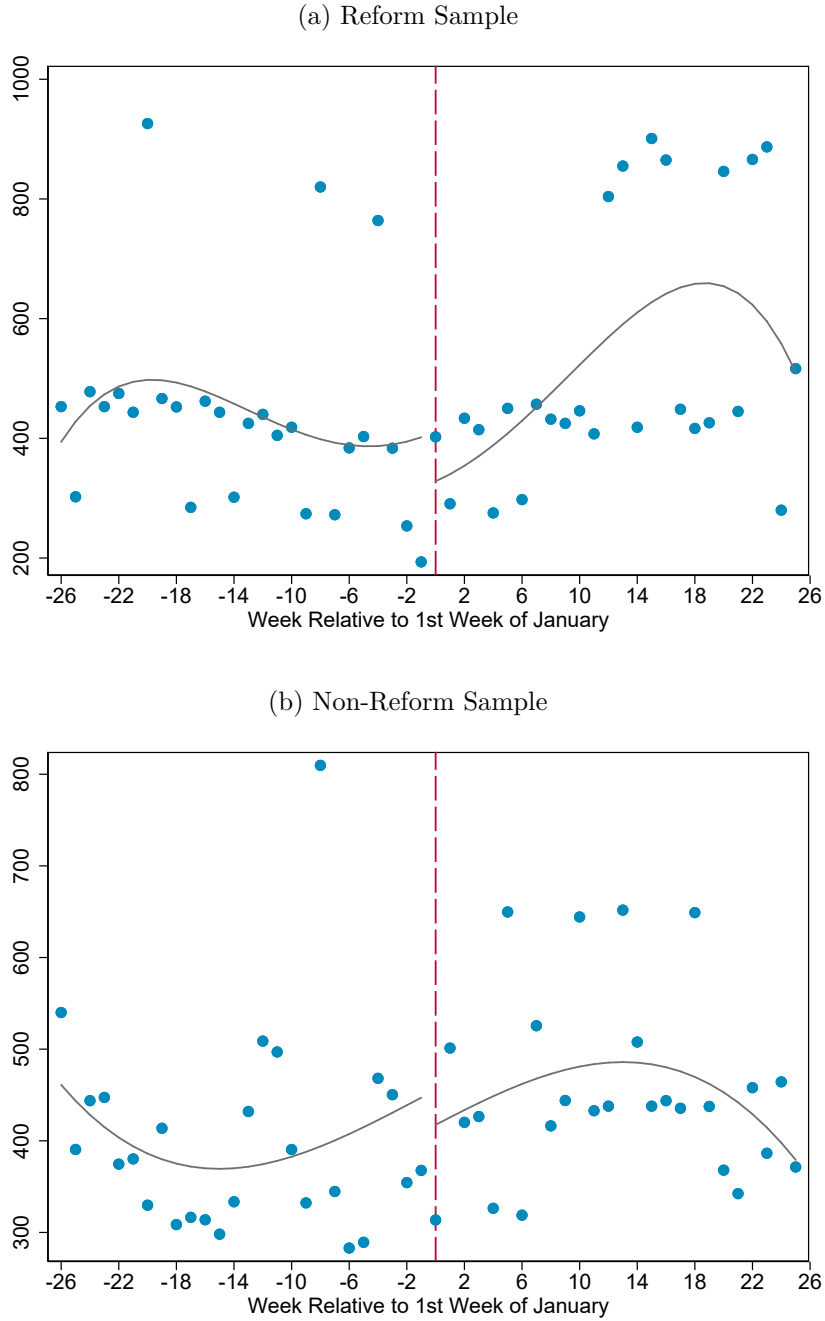 (a) Reform Sample
1000
800
600
400
200
-26 -22 -18 -14 -10 -6 -2 2 6 10 14 18 22 26
Week Relative to 1st Week of January
(b) Non-Reform Sample
800
700
600
500
400
300
-26 -22 -18 -14 -10 -6 -2 2 6 10 14 18 22 26
Week Relative to 1st Week of January